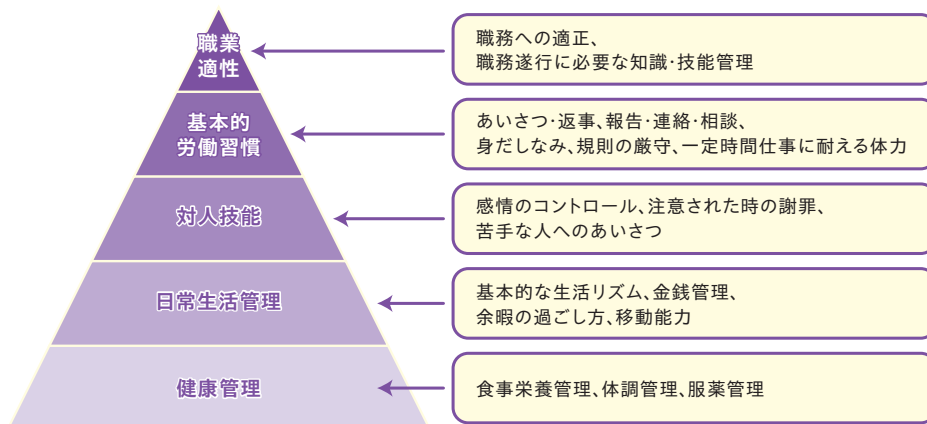 職業
適性
職務への適正、
職務遂行に必要な知識・技能管理
基本的
労働習慣
あいさつ・返事、報告・連絡・相談、
身だしなみ、規則の厳守、一定時間仕事に耐える体力
対人技能
感情のコントロール、注意された時の謝罪、
苦手な人へのあいさつ
日常生活管理
基本的な生活リズム、金銭管理、
余暇の過ごし方、移動能力
健康管理
食事栄養管理、体調管理、服薬管理